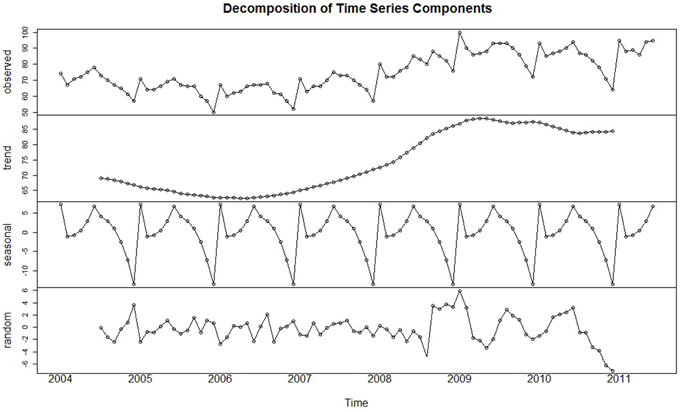 Decomposition of Time Series Components
observed
50 60 70 80 90 100
trend
65 70 75 80 85
seasonal
-10 -5 0 5
random
-6 -4 -2 0 2 4 6
2004 2005 2006 2007 2008 2009 2010 2011
Time